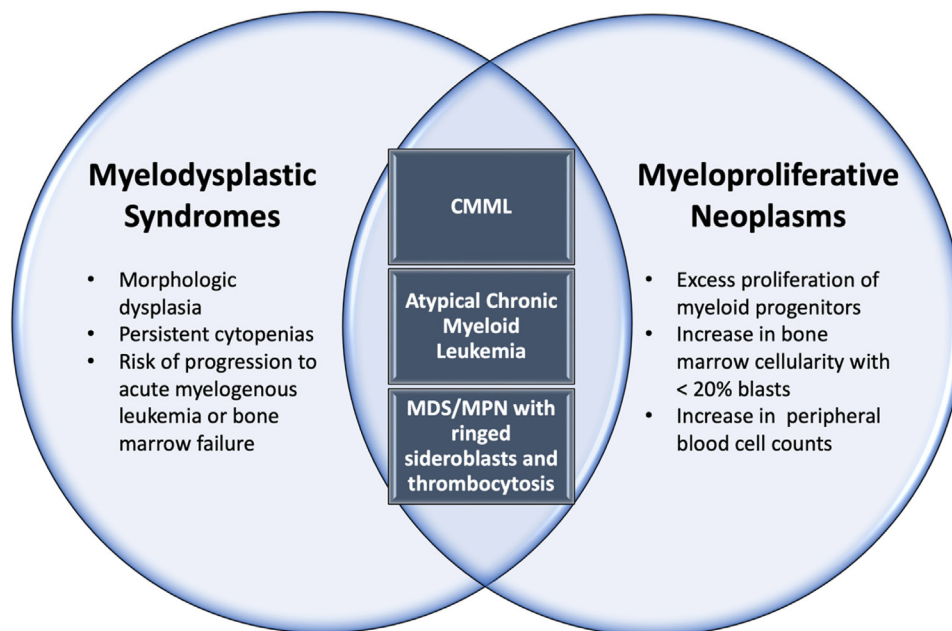 Myelodysplastic
Syndromes
• Morphologic
dysplasia
• Persistent cytopenias
• Risk of progression to
acute myelogenous
leukemia or bone
marrow failure
CMML
Atypical Chronic
Myeloid
Leukemia
MDS/MPN with
ringed
sideroblasts and
thrombocytosis
Myeloproliferative
Neoplasms
• Excess proliferation of
myeloid progenitors
• Increase in bone
marrow cellularity with
< 20% blasts
• Increase in peripheral
blood cell counts